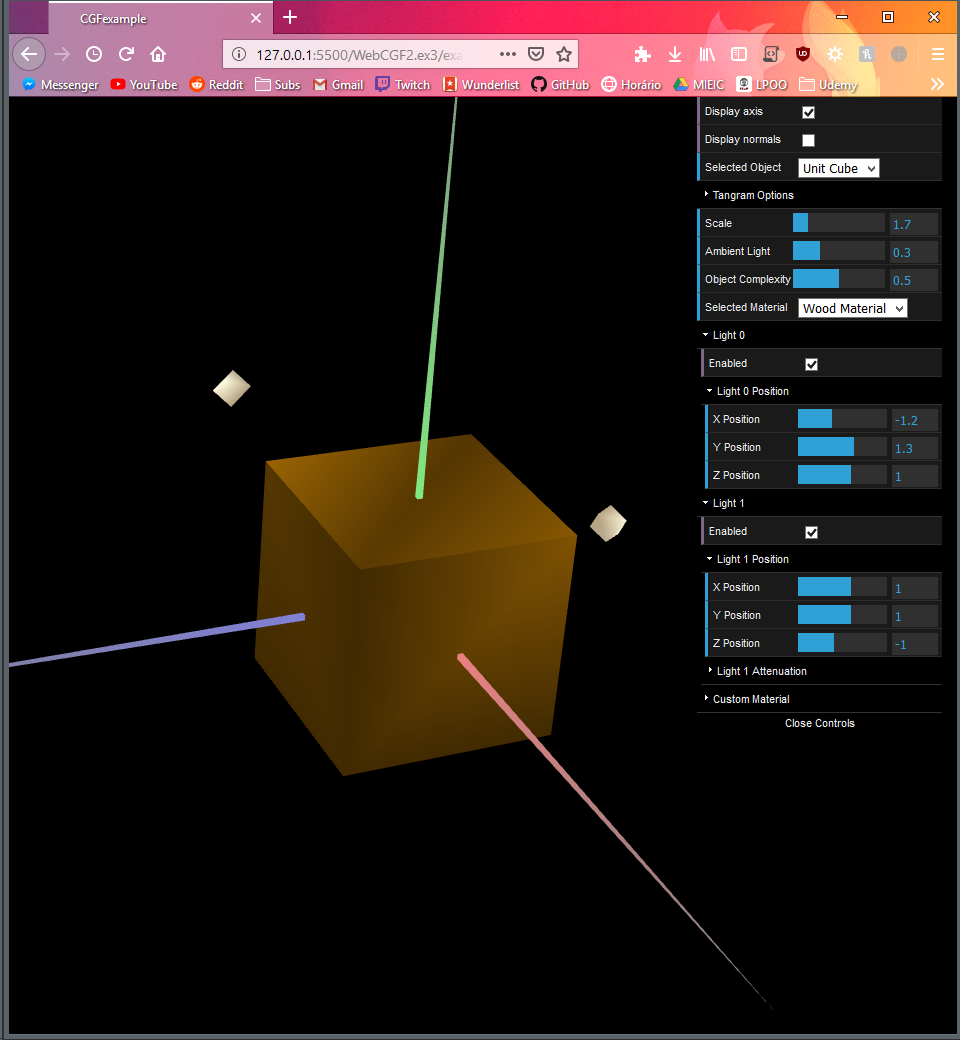 CGFexample
127.0.0.1:5500/WebCGF2.ex3/exa
Messenger YouTube Reddit Subs Gmail Twitch Wunderlist GitHub Horário MIEIC LPOO Udemy
Display axis
Display normals
Selected Object Unit Cube
Tangram Options
Scale 1.7
Ambient Light 0.3
Object Complexity 0.5
Selected Material Wood Material
Light 0
Enabled
Light 0 Position
X Position -1.2
Y Position 1.3
Z Position 1
Light 1
Enabled
Light 1 Position
X Position 1
Y Position 1
Z Position -1
Light 1 Attenuation
Custom Material
Close Controls